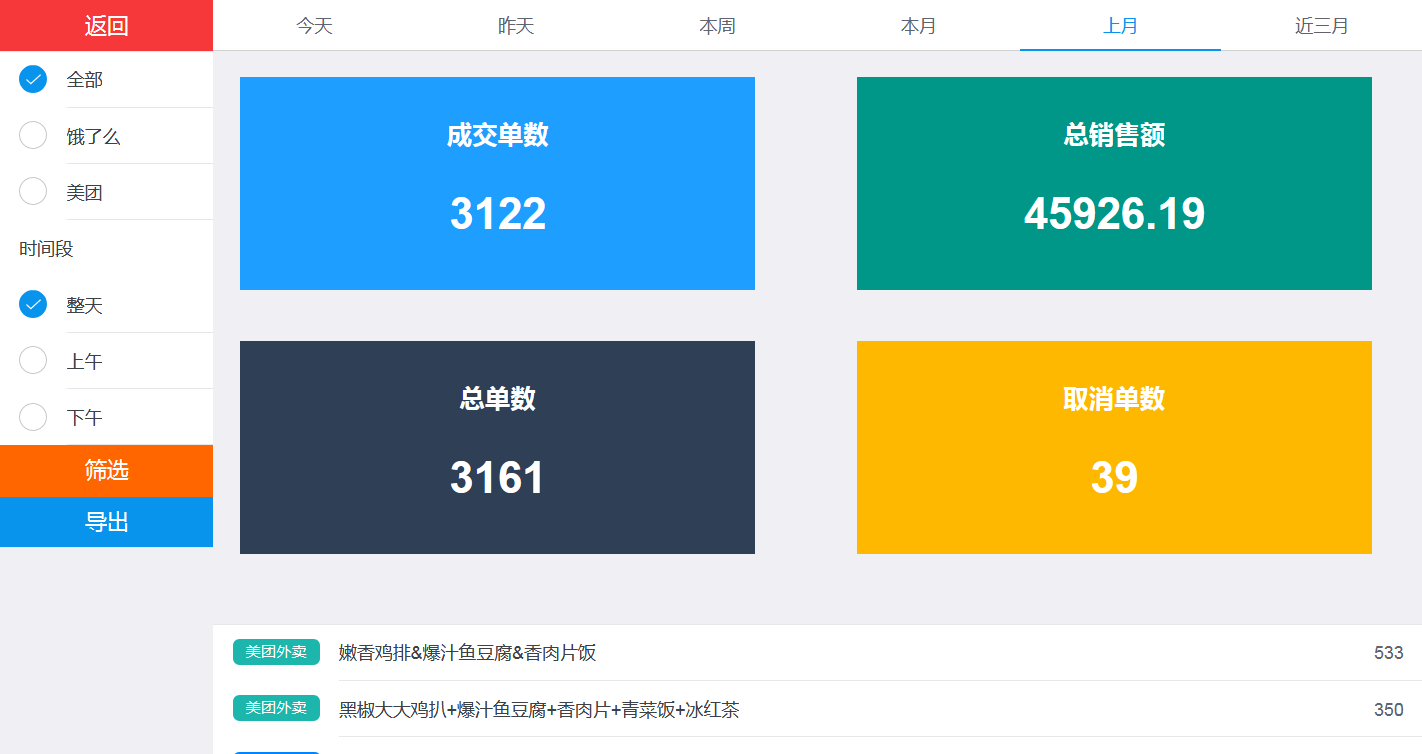 返回
今天
昨天
本周
本月
上月
近三月
全部
饿了么
美团
时间段
整天
上午
下午
筛选
导出
成交单数
3122
总销售额
45926.19
总单数
3161
取消单数
39
美团外卖 嫩香鸡排&爆汁鱼豆腐&香肉片饭 533
美团外卖 黑椒大大鸡扒+爆汁鱼豆腐+香肉片+青菜饭+冰红茶 350